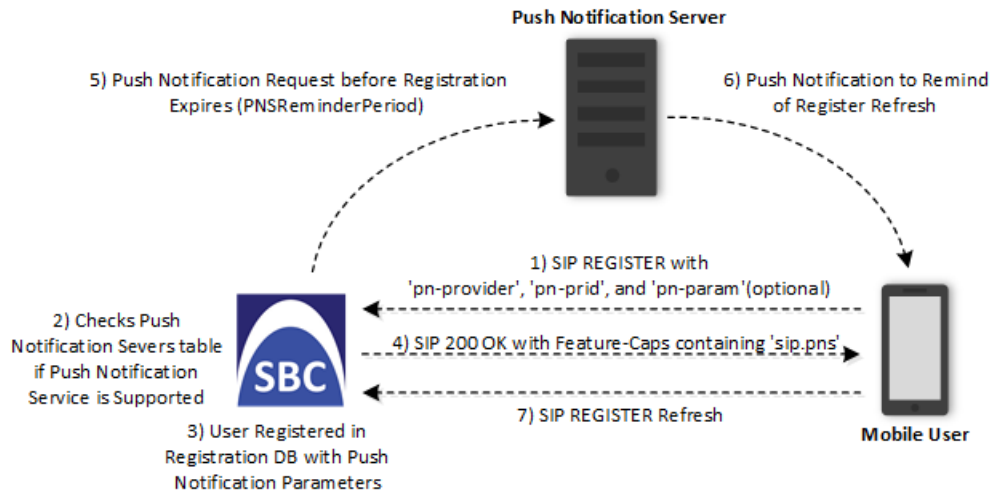 Push Notification Server
5) Push Notification Request before Registration
Expires (PNSReminderPeriod)
6) Push Notification to Remind
of Register Refresh
1) SIP REGISTER with
'pn-provider', 'pn-prid', and 'pn-param'(optional)
2) Checks Push
Notification Severs table
if Push Notification
Service is Supported
SBC
4) SIP 200 OK with Feature-Caps containing 'sip.pns'
7) SIP REGISTER Refresh
3) User Registered in
Registration DB with Push
Notification Parameters
Mobile User